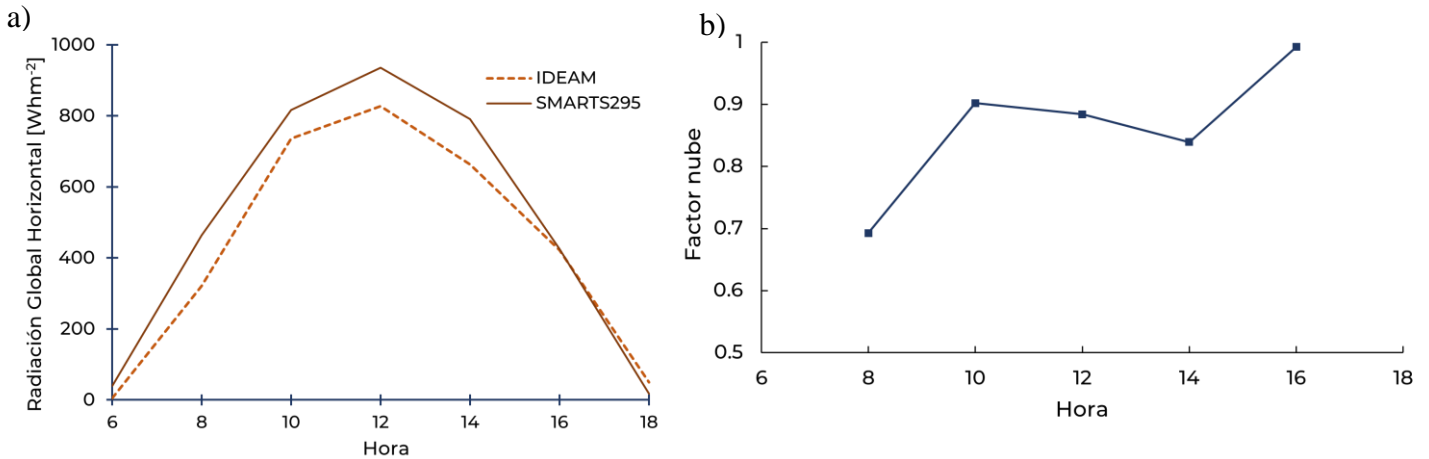 a)
Radiación Global Horizontal [Whm⁻²]
1000
800
600
400
200
0
6 8 10 12 14 16 18
Hora
IDEAM
SMARTS295
b)
Factor nube
1
0.9
0.8
0.7
0.6
0.5
6 8 10 12 14 16 18
Hora